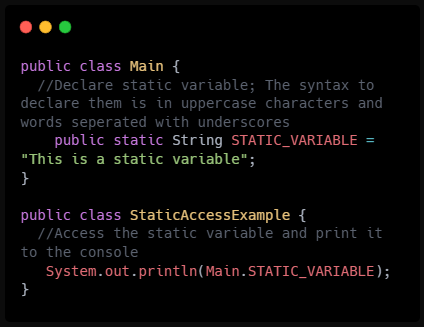 public class Main {
//Declare static variable; The syntax to
declare them is in uppercase characters and
words seperated with underscores
public static String STATIC_VARIABLE =
"This is a static variable";
}
public class StaticAccessExample {
//Access the static variable and print it
to the console
System.out.println(Main.STATIC_VARIABLE);
}